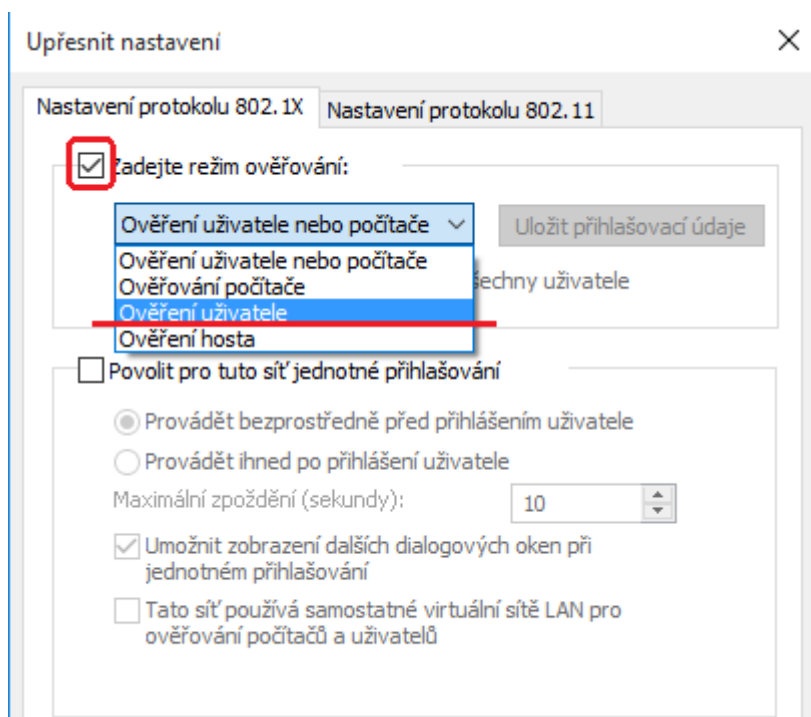 Upřesnit nastavení
Nastavení protokolu 802.1X
Nastavení protokolu 802.11
Zadejte režim ověřování:
Ověření uživatele nebo počítače
Uložit přihlašovací údaje
Ověření uživatele nebo počítače
Ověřování počítače
všechny uživatele
Ověření uživatele
Ověření hosta
Povolit pro tuto síť jednotné přihlašování
Provádět bezprostředně před přihlášením uživatele
Provádět ihned po přihlášení uživatele
Maximální zpoždění (sekundy):
10
Umožnit zobrazení dalších dialogových oken při
jednotném přihlašování
Tato síť používá samostatné virtuální sítě LAN pro
ověřování počítačů a uživatelů